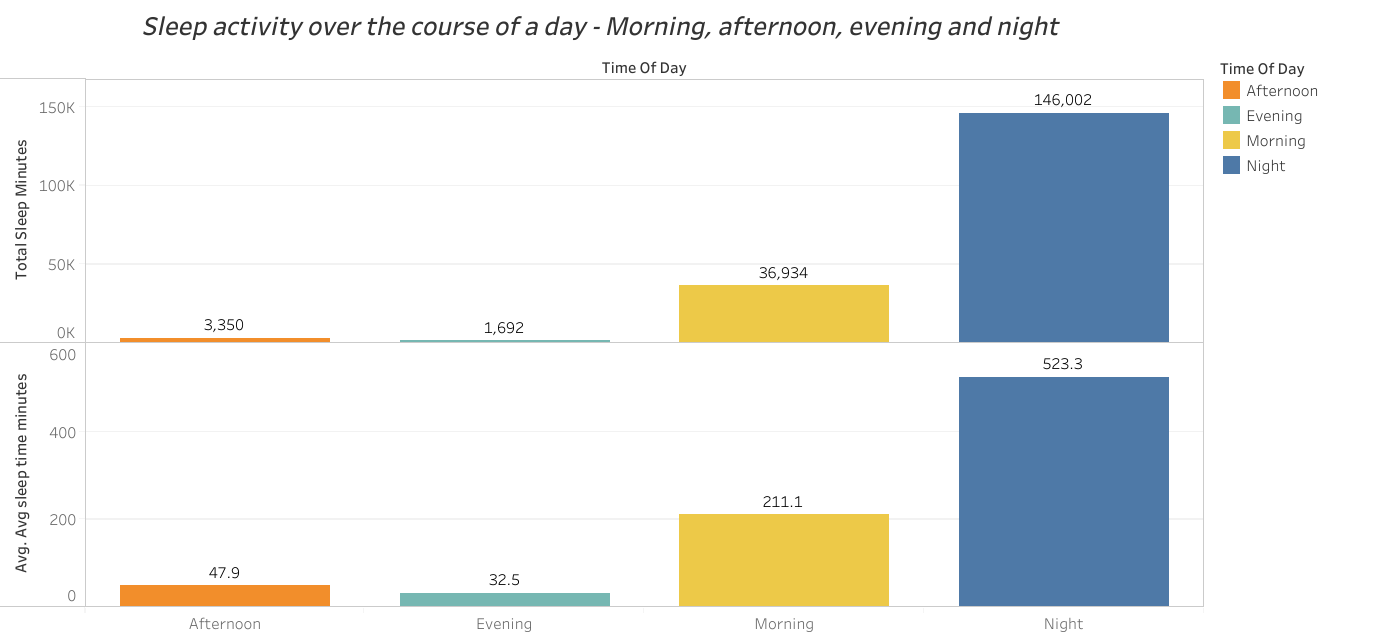 Sleep activity over the course of a day - Morning, afternoon, evening and night
Time Of Day
Total Sleep Minutes
150K
100K
50K
0K
3,350
1,692
36,934
146,002
Avg. Avg sleep time minutes
600
400
200
0
47.9
32.5
211.1
523.3
Afternoon
Evening
Morning
Night
Time Of Day
Afternoon
Evening
Morning
Night